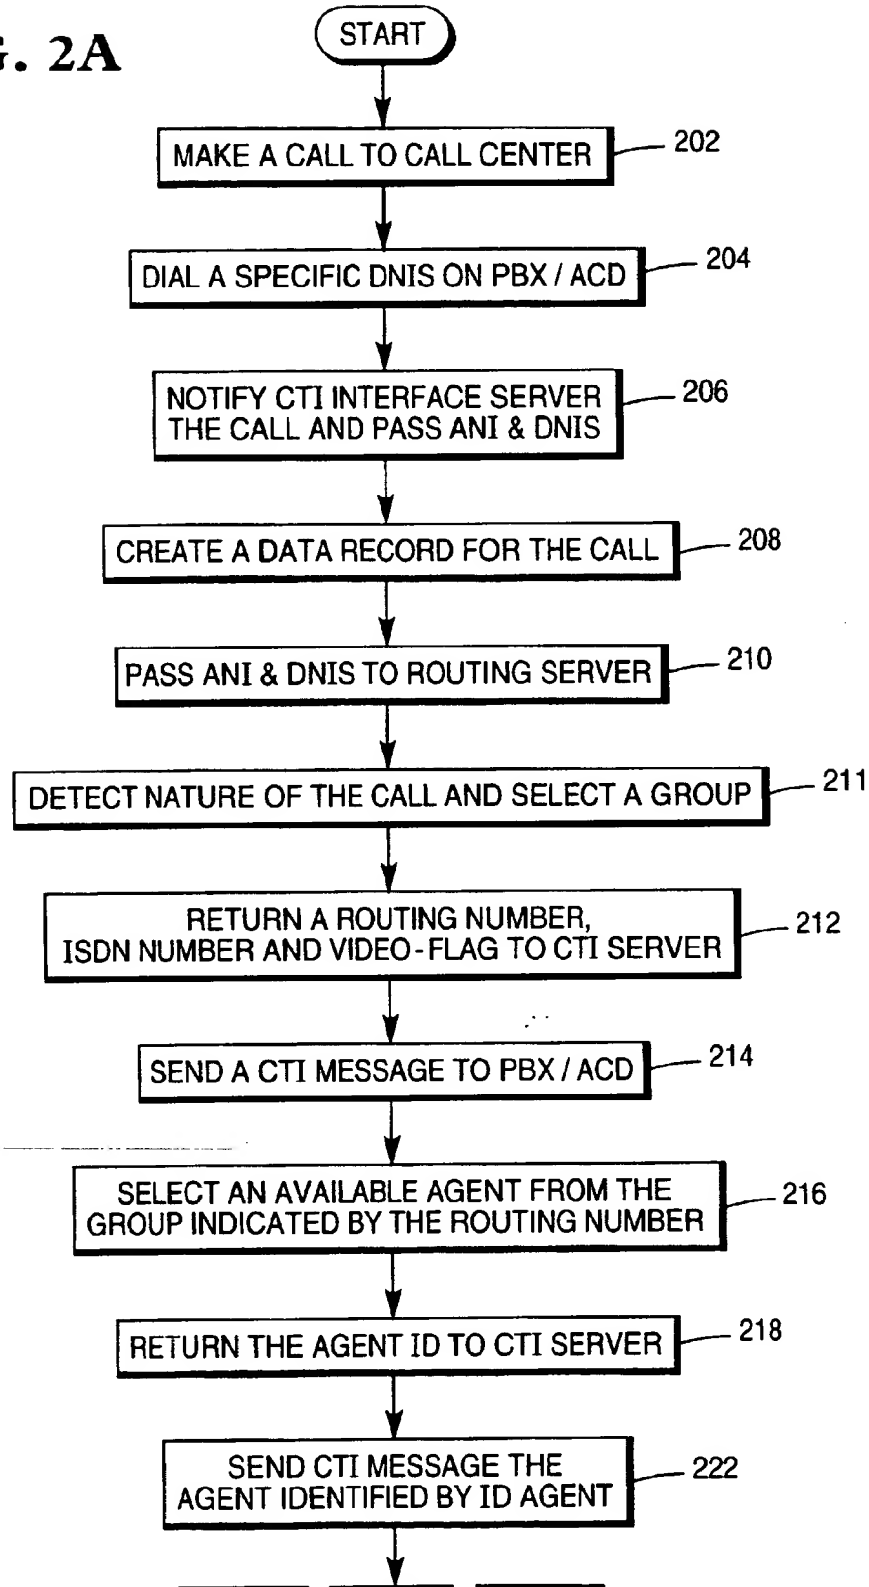 . 2A
START
MAKE A CALL TO CALL CENTER
202
DIAL A SPECIFIC DNIS ON PBX / ACD
204
NOTIFY CTI INTERFACE SERVER
THE CALL AND PASS ANI & DNIS
206
CREATE A DATA RECORD FOR THE CALL
208
PASS ANI & DNIS TO ROUTING SERVER
210
DETECT NATURE OF THE CALL AND SELECT A GROUP
211
RETURN A ROUTING NUMBER,
ISDN NUMBER AND VIDEO-FLAG TO CTI SERVER
212
SEND A CTI MESSAGE TO PBX / ACD
214
SELECT AN AVAILABLE AGENT FROM THE
GROUP INDICATED BY THE ROUTING NUMBER
216
RETURN THE AGENT ID TO CTI SERVER
218
SEND CTI MESSAGE THE
AGENT IDENTIFIED BY ID AGENT
222